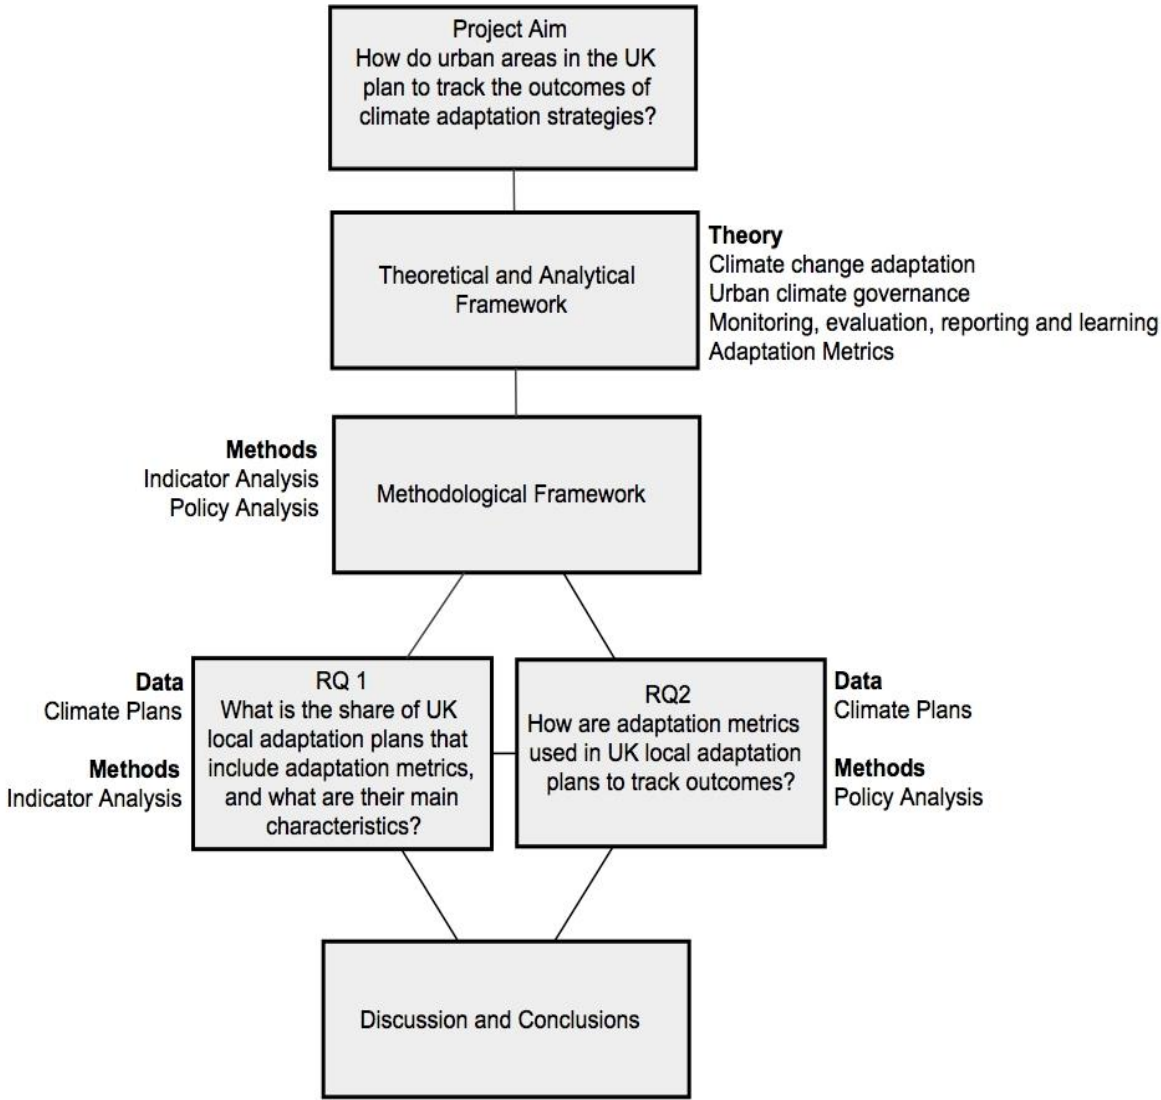 Project Aim
How do urban areas in the UK
plan to track the outcomes of
climate adaptation strategies?
Theoretical and Analytical
Framework
Theory
Climate change adaptation
Urban climate governance
Monitoring, evaluation, reporting and learning
Adaptation Metrics
Methods
Indicator Analysis
Policy Analysis
Methodological Framework
Data
Climate Plans
Methods
Indicator Analysis
RQ 1
What is the share of UK
local adaptation plans that
include adaptation metrics,
and what are their main
characteristics?
RQ2
How are adaptation metrics
used in UK local adaptation
plans to track outcomes?
Data
Climate Plans
Methods
Policy Analysis
Discussion and Conclusions